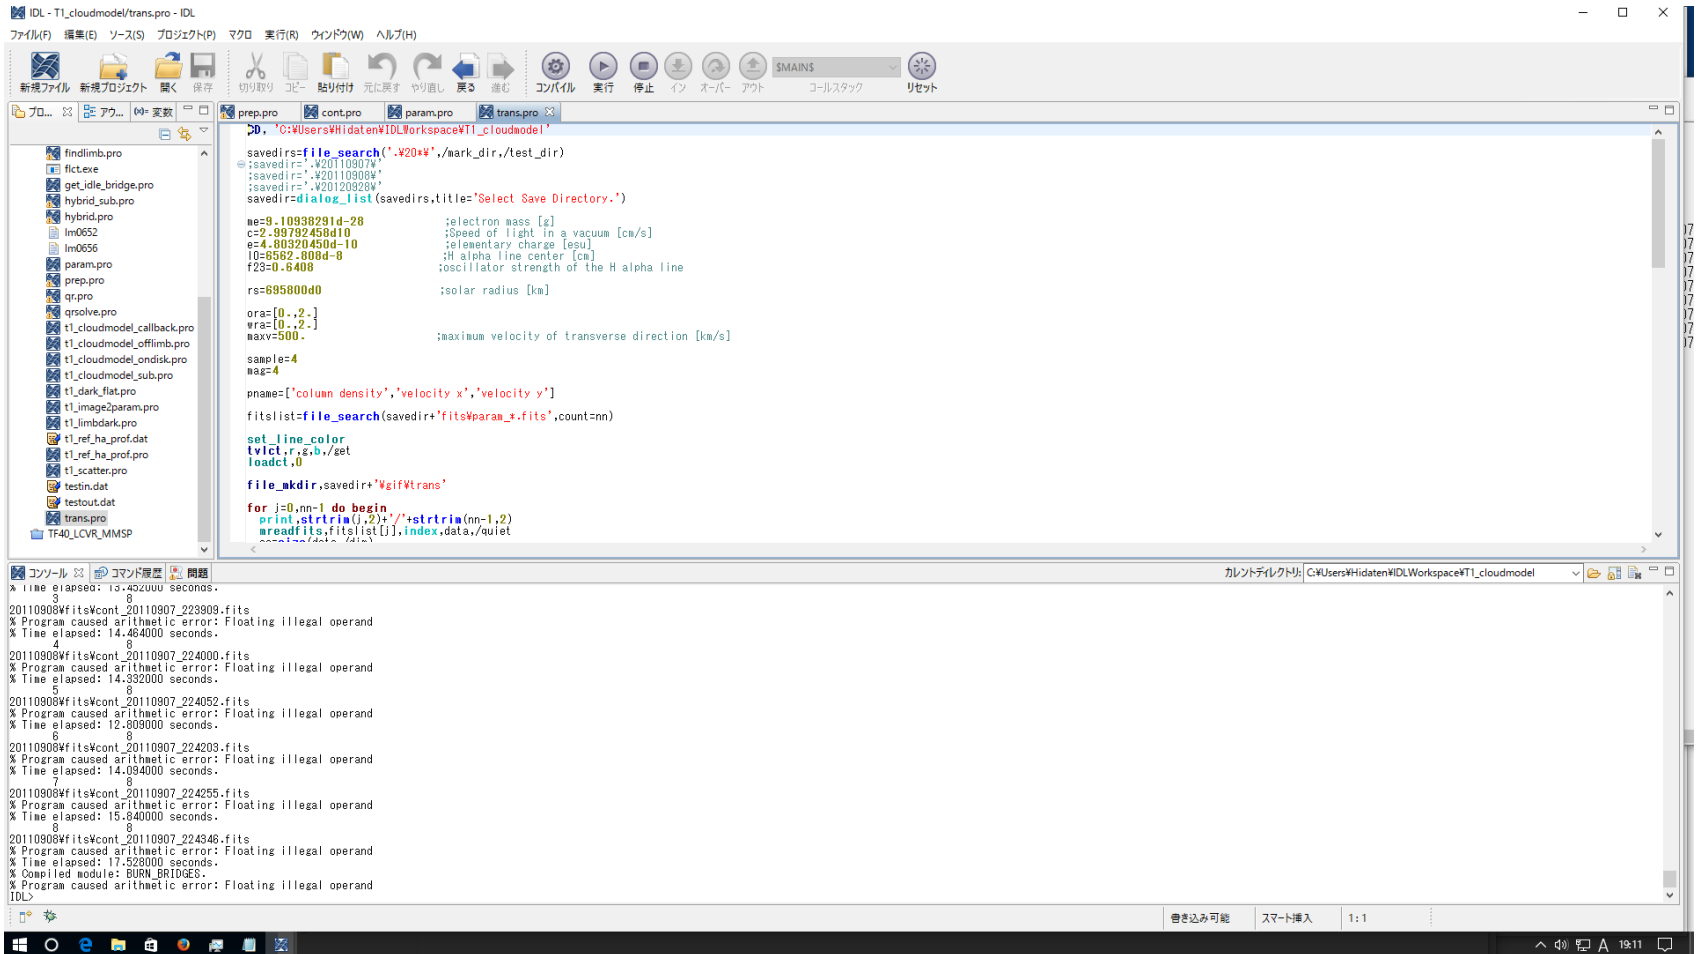 IDL - T1_cloudmodel/trans.pro - IDL
ファイル(F) 編集(E) ソース(S) プロジェクト(P) マクロ 実行(R) ウィンドウ(W) ヘルプ(H)
新規ファイル 新規プロジェクト 開く 保存 切り取り コピー 貼り付け 元に戻す やり直し 戻る 進む コンパイル 実行 停止 イン オーバー アウト $MAIN$ コールスタック リセット
プロ... アウ... (x)= 変数
prep.pro cont.pro param.pro trans.pro
findlimb.pro
flct.exe
get_idle_bridge.pro
hybrid_sub.pro
hybrid.pro
lm0652
lm0656
param.pro
prep.pro
qr.pro
qrsolve.pro
t1_cloudmodel_callback.pro
t1_cloudmodel_offlimb.pro
t1_cloudmodel_ondisk.pro
t1_cloudmodel_sub.pro
t1_dark_flat.pro
t1_image2param.pro
t1_limbdark.pro
t1_ref_ha_prof.dat
t1_ref_ha_prof.pro
t1_scatter.pro
testin.dat
testout.dat
trans.pro
TF40_LCVR_MMSP
CD, 'C:¥Users¥Hidaten¥IDLWorkspace¥T1_cloudmodel'
savedirs=file_search('.¥20*¥',/mark_dir,/test_dir)
;savedir='.¥20110907¥'
;savedir='.¥20110908¥'
;savedir='.¥20120928¥'
savedir=dialog_list(savedirs,title='Select Save Directory.')
me=9.10938291d-28 ;electron mass [g]
c=2.99792458d10 ;Speed of light in a vacuum [cm/s]
e=4.80320450d-10 ;elementary charge [esu]
l0=6562.808d-8 ;H alpha line center [cm]
f23=0.6408 ;oscillator strength of the H alpha line
rs=695800d0 ;solar radius [km]
ora=[0.,2.]
vra=[0.,2.]
maxv=500. ;maximum velocity of transverse direction [km/s]
sample=4
mag=4
pname=['column density','velocity x','velocity y']
fitslist=file_search(savedir+'fits¥param_*.fits',count=nn)
set_line_color
tvlct,r,g,b,/get
loadct,0
file_mkdir,savedir+'¥gif¥trans'
for j=0,nn-1 do begin
print,strtrim(j,2)+'/'+strtrim(nn-1,2)
mreadfits,fitslist[j],index,data,/quiet
コンソール コマンド履歴 問題
カレントディレクトリ: C:¥Users¥Hidaten¥IDLWorkspace¥T1_cloudmodel
% Time elapsed: 13.452000 seconds.
3 8
20110908¥fits¥cont_20110907_223909.fits
% Program caused arithmetic error: Floating illegal operand
% Time elapsed: 14.464000 seconds.
4 8
20110908¥fits¥cont_20110907_224000.fits
% Program caused arithmetic error: Floating illegal operand
% Time elapsed: 14.332000 seconds.
5 8
20110908¥fits¥cont_20110907_224052.fits
% Program caused arithmetic error: Floating illegal operand
% Time elapsed: 12.809000 seconds.
6 8
20110908¥fits¥cont_20110907_224203.fits
% Program caused arithmetic error: Floating illegal operand
% Time elapsed: 14.094000 seconds.
7 8
20110908¥fits¥cont_20110907_224255.fits
% Program caused arithmetic error: Floating illegal operand
% Time elapsed: 15.840000 seconds.
8 8
20110908¥fits¥cont_20110907_224346.fits
% Program caused arithmetic error: Floating illegal operand
% Time elapsed: 17.528000 seconds.
% Compiled module: BURN_BRIDGES.
% Program caused arithmetic error: Floating illegal operand
IDL>
書き込み可能 スマート挿入 1:1
A 19:11